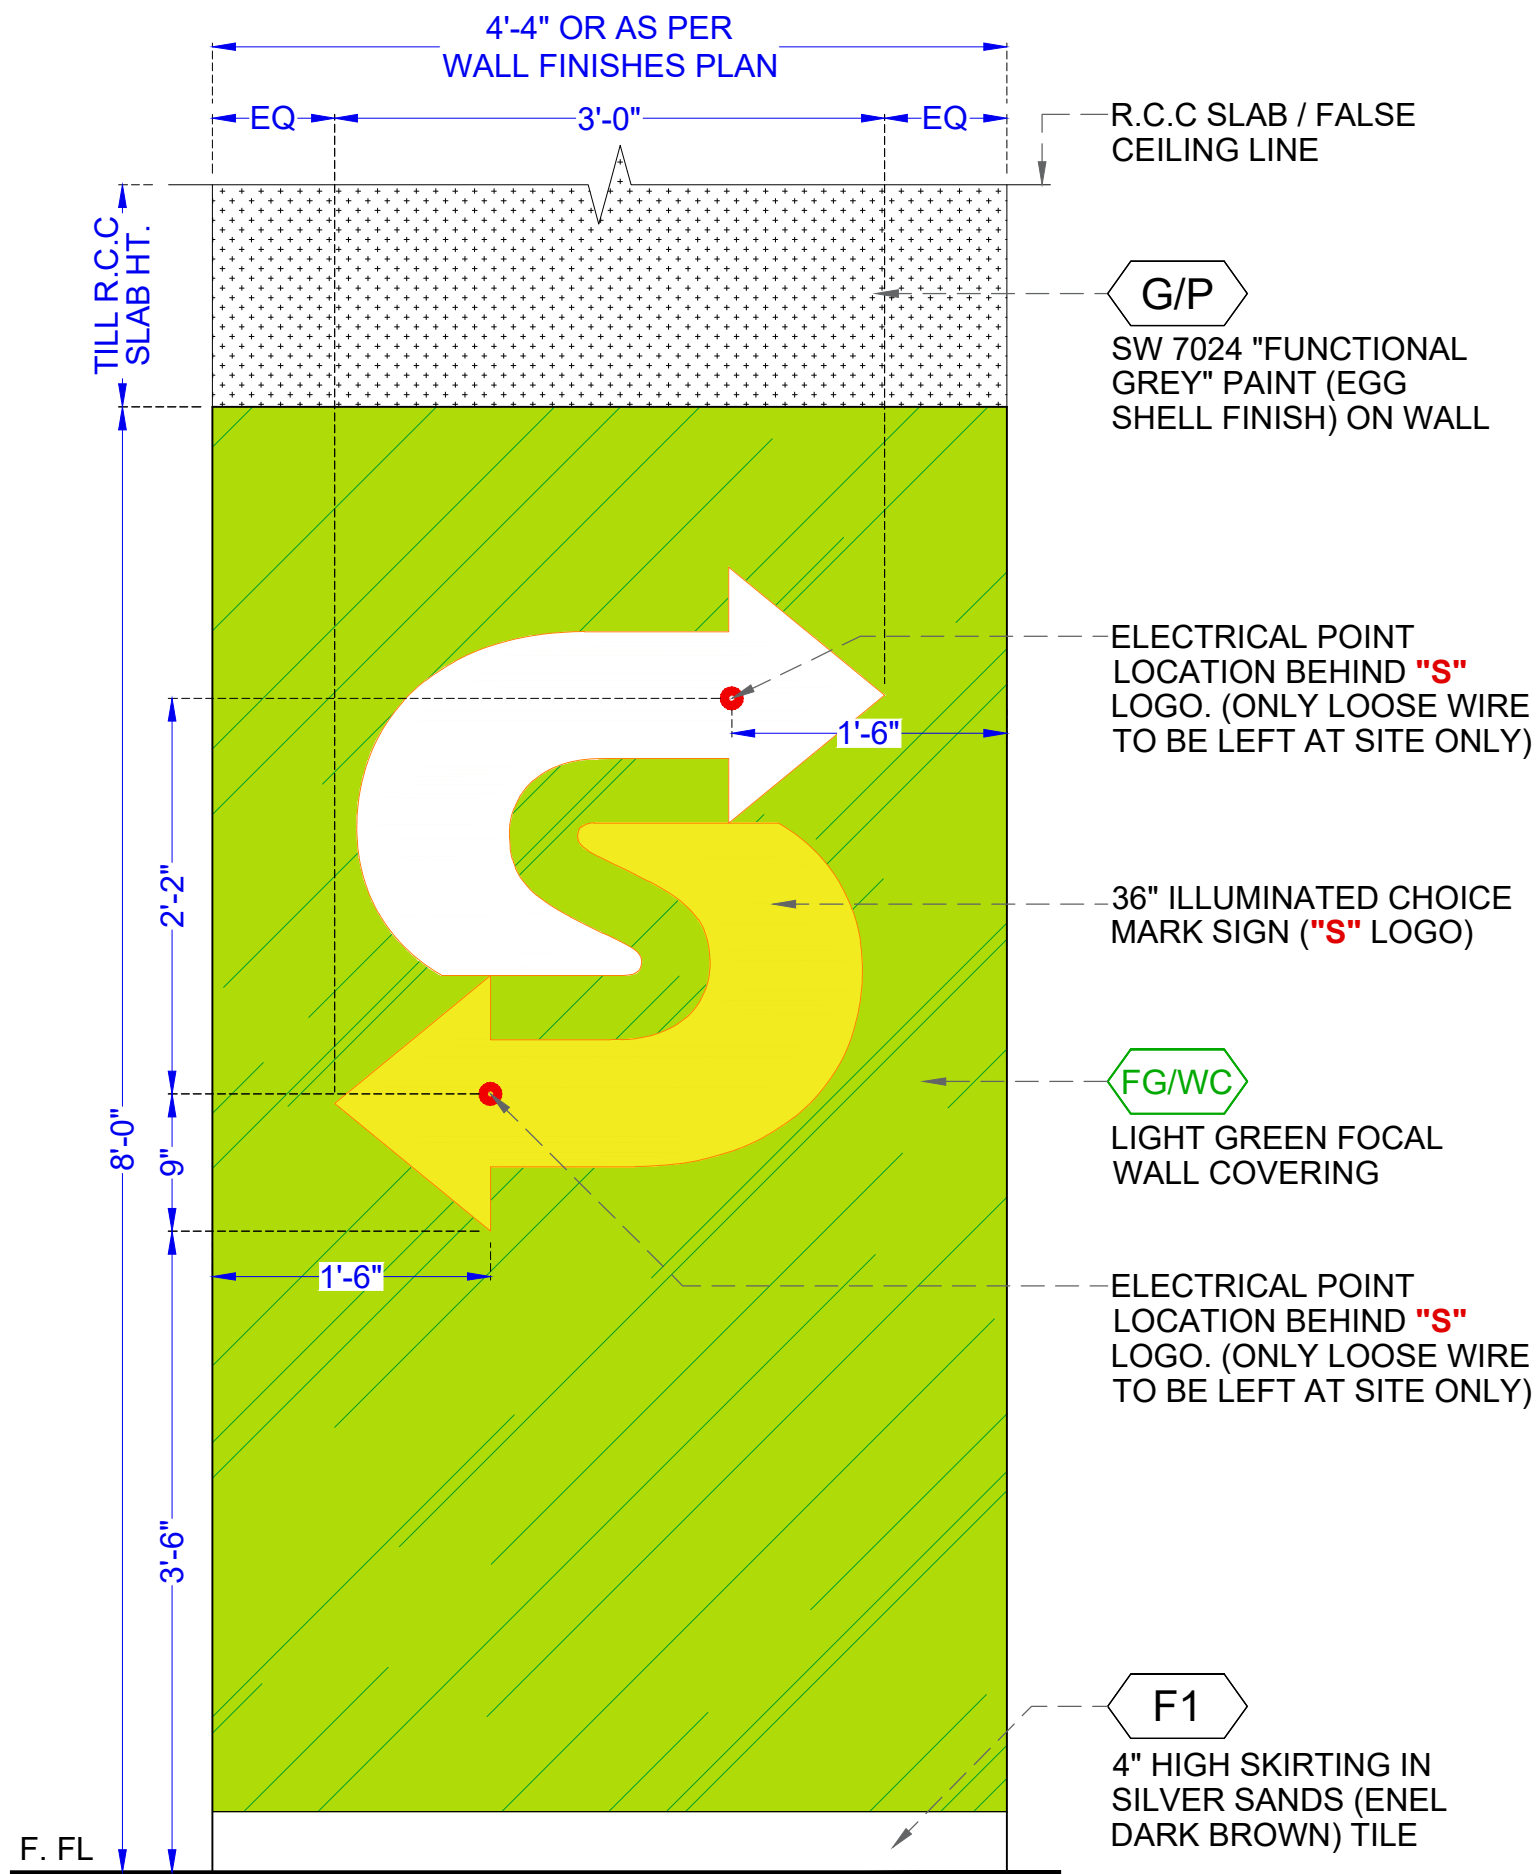 4'-4" OR AS PER
WALL FINISHES PLAN
EQ
3'-0"
EQ
R.C.C SLAB / FALSE
CEILING LINE
TILL R.C.C
SLAB HT.
G/P
SW 7024 "FUNCTIONAL
GREY" PAINT (EGG
SHELL FINISH) ON WALL
ELECTRICAL POINT
LOCATION BEHIND "S"
LOGO. (ONLY LOOSE WIRE
TO BE LEFT AT SITE ONLY)
1'-6"
2'-2"
36" ILLUMINATED CHOICE
MARK SIGN ("S" LOGO)
FG/WC
LIGHT GREEN FOCAL
WALL COVERING
8'-0"
9"
1'-6"
ELECTRICAL POINT
LOCATION BEHIND "S"
LOGO. (ONLY LOOSE WIRE
TO BE LEFT AT SITE ONLY)
3'-6"
F1
4" HIGH SKIRTING IN
SILVER SANDS (ENEL
DARK BROWN) TILE
F. FL